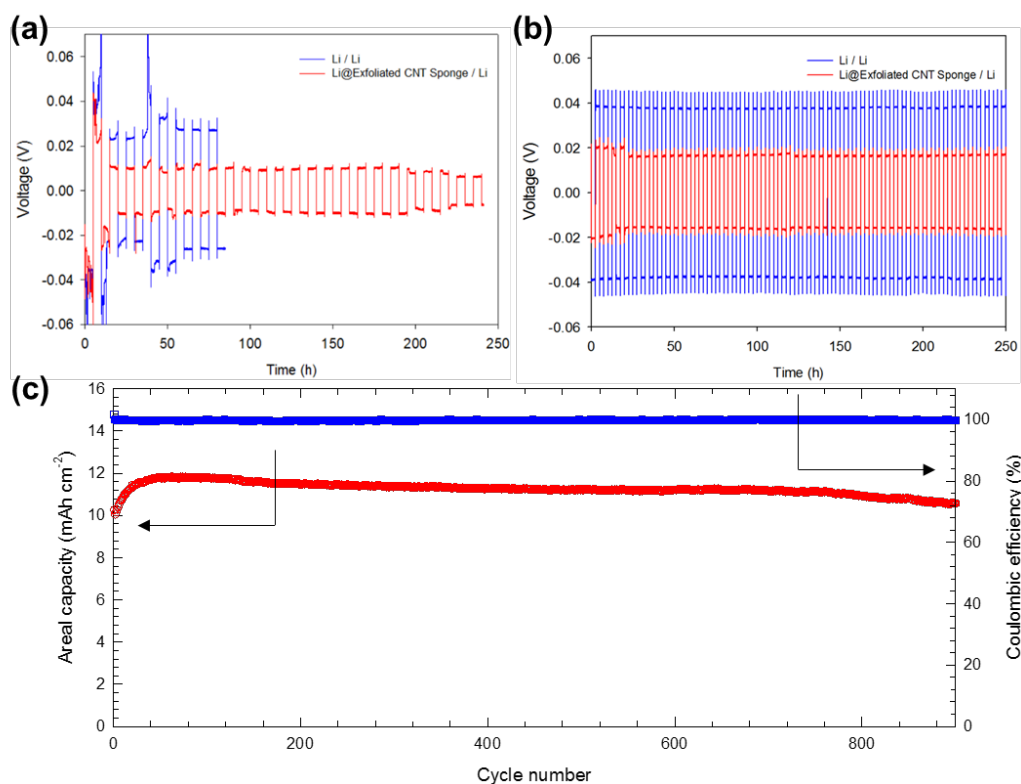 (a)
0.06
0.04
0.02
0.00
-0.02
-0.04
-0.06
Voltage (V)
Li / Li
Li@Exfoliated CNT Sponge / Li
0 50 100 150 200 250
Time (h)
(b)
0.06
0.04
0.02
0.00
-0.02
-0.04
-0.06
Voltage (V)
Li / Li
Li@Exfoliated CNT Sponge / Li
0 50 100 150 200 250
Time (h)
(c)
16
14
12
10
8
6
4
2
0
Areal capacity (mAh cm⁻²)
100
80
60
40
20
0
Coulombic efficiency (%)
0 200 400 600 800
Cycle number